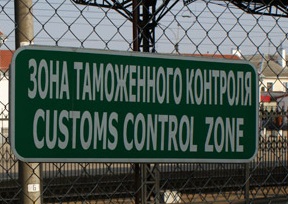 ЗОНА ТАМОЖЕННОГО КОНТРОЛЯ
CUSTOMS CONTROL ZONE